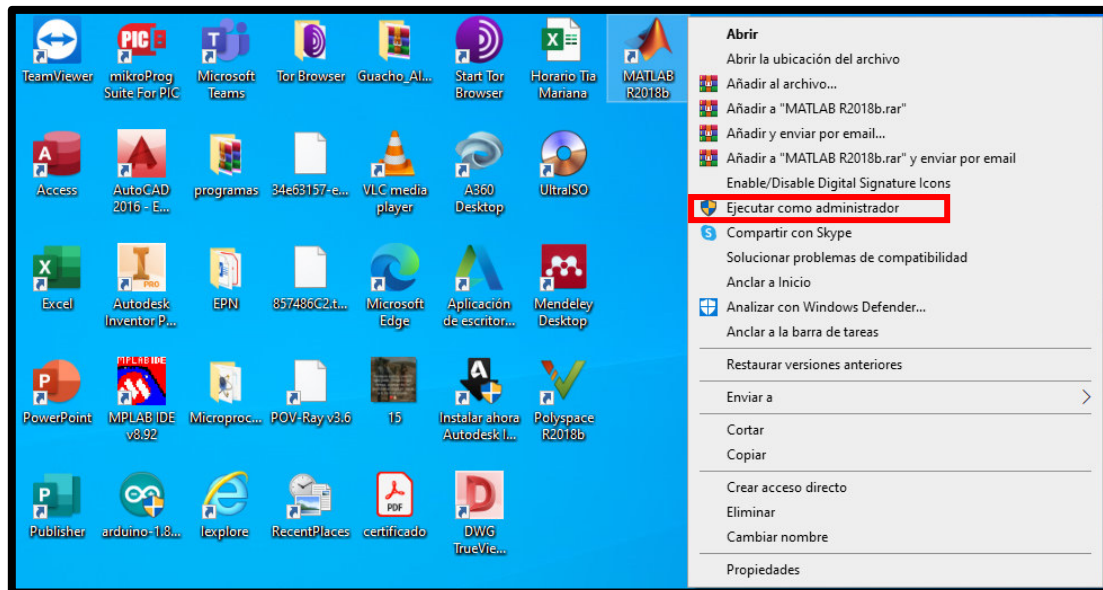 TeamViewer
mikroProg
Suite For PIC
Microsoft
Teams
Tor Browser
Guacho_Al...
Start Tor
Browser
Horario Tia
Mariana
MATLAB
R2018b
Access
AutoCAD
2016 - E...
programas
34e63157-e...
VLC media
player
A360
Desktop
UltraISO
Excel
Autodesk
Inventor P...
EPN
857486C2.t...
Microsoft
Edge
Aplicación
de escritor...
Mendeley
Desktop
PowerPoint
MPLAB IDE
v8.92
Microproc...
POV-Ray v3.6
15
Instalar ahora
Autodesk I...
Polyspace
R2018b
Publisher
arduino-1.8...
Iexplore
RecentPlaces
certificado
DWG
TrueVie...
Abrir
Abrir la ubicación del archivo
Añadir al archivo...
Añadir a "MATLAB R2018b.rar"
Añadir y enviar por email...
Añadir a "MATLAB R2018b.rar" y enviar por email
Enable/Disable Digital Signature Icons
Ejecutar como administrador
Compartir con Skype
Solucionar problemas de compatibilidad
Anclar a Inicio
Analizar con Windows Defender...
Anclar a la barra de tareas
Restaurar versiones anteriores
Enviar a
Cortar
Copiar
Crear acceso directo
Eliminar
Cambiar nombre
Propiedades